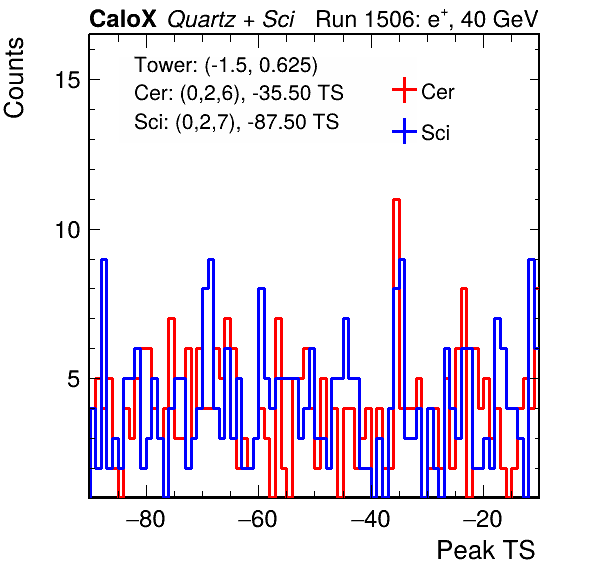 CaloX Quartz + Sci Run 1506: e⁺, 40 GeV
Counts
Tower: (-1.5, 0.625)
Cer: (0,2,6), -35.50 TS
Sci: (0,2,7), -87.50 TS
Cer
Sci
15
10
5
−80 −60 −40 −20
Peak TS